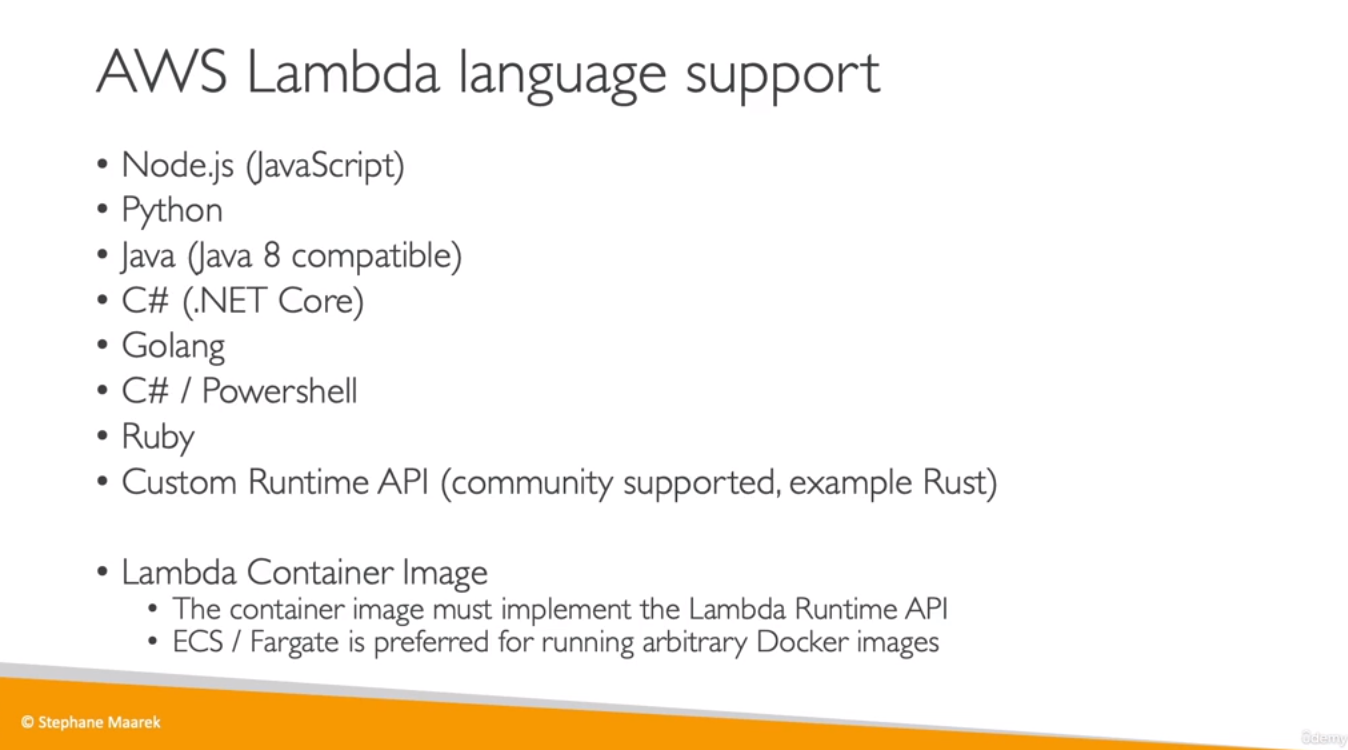 AWS Lambda language support
• Node.js (JavaScript)
• Python
• Java (Java 8 compatible)
• C# (.NET Core)
• Golang
• C# / Powershell
• Ruby
• Custom Runtime API (community supported, example Rust)
• Lambda Container Image
• The container image must implement the Lambda Runtime API
• ECS / Fargate is preferred for running arbitrary Docker images
© Stephane Maarek
ûdemy